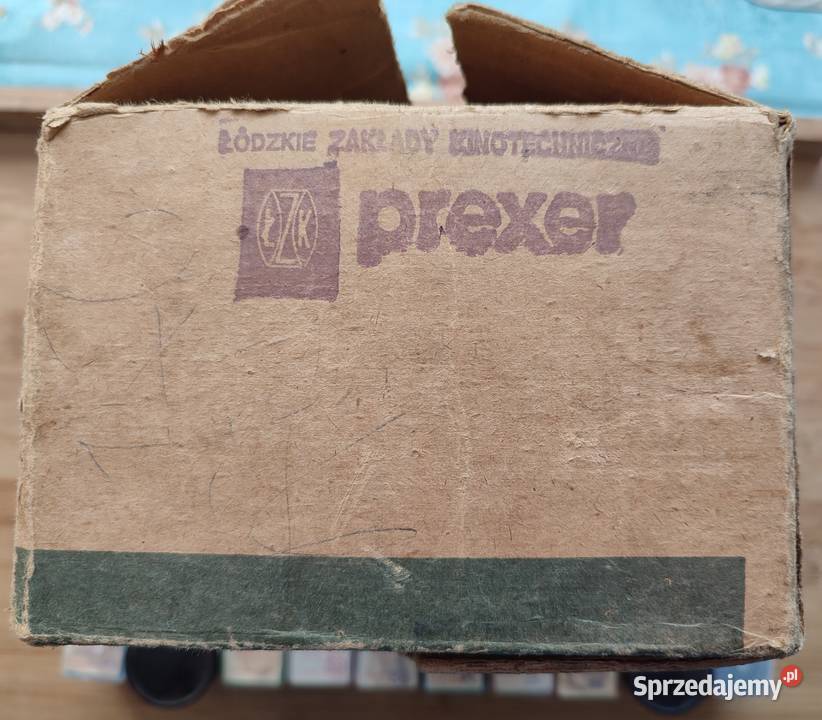 ŁÓDZKIE ZAKŁADY KINOTECHNICZNE
ŁZK
prexer
Sprzedajemy.pl